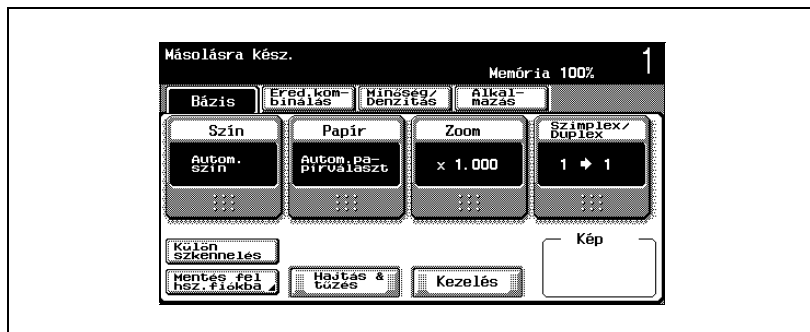 Másolásra kész.
Memória 100%
1
Bázis
Ered.kom-
binálás
Minőség/
Denzitás
Alkal-
mazás
Szín
Papír
Zoom
Szimplex/
Duplex
Autom.
szín
Autom.pa-
pírválaszt
x 1.000
1 ➔ 1
Külön
szkennelés
Kép
Mentés fel
hsz.fiókba
Hajtás &
tűzés
Kezelés